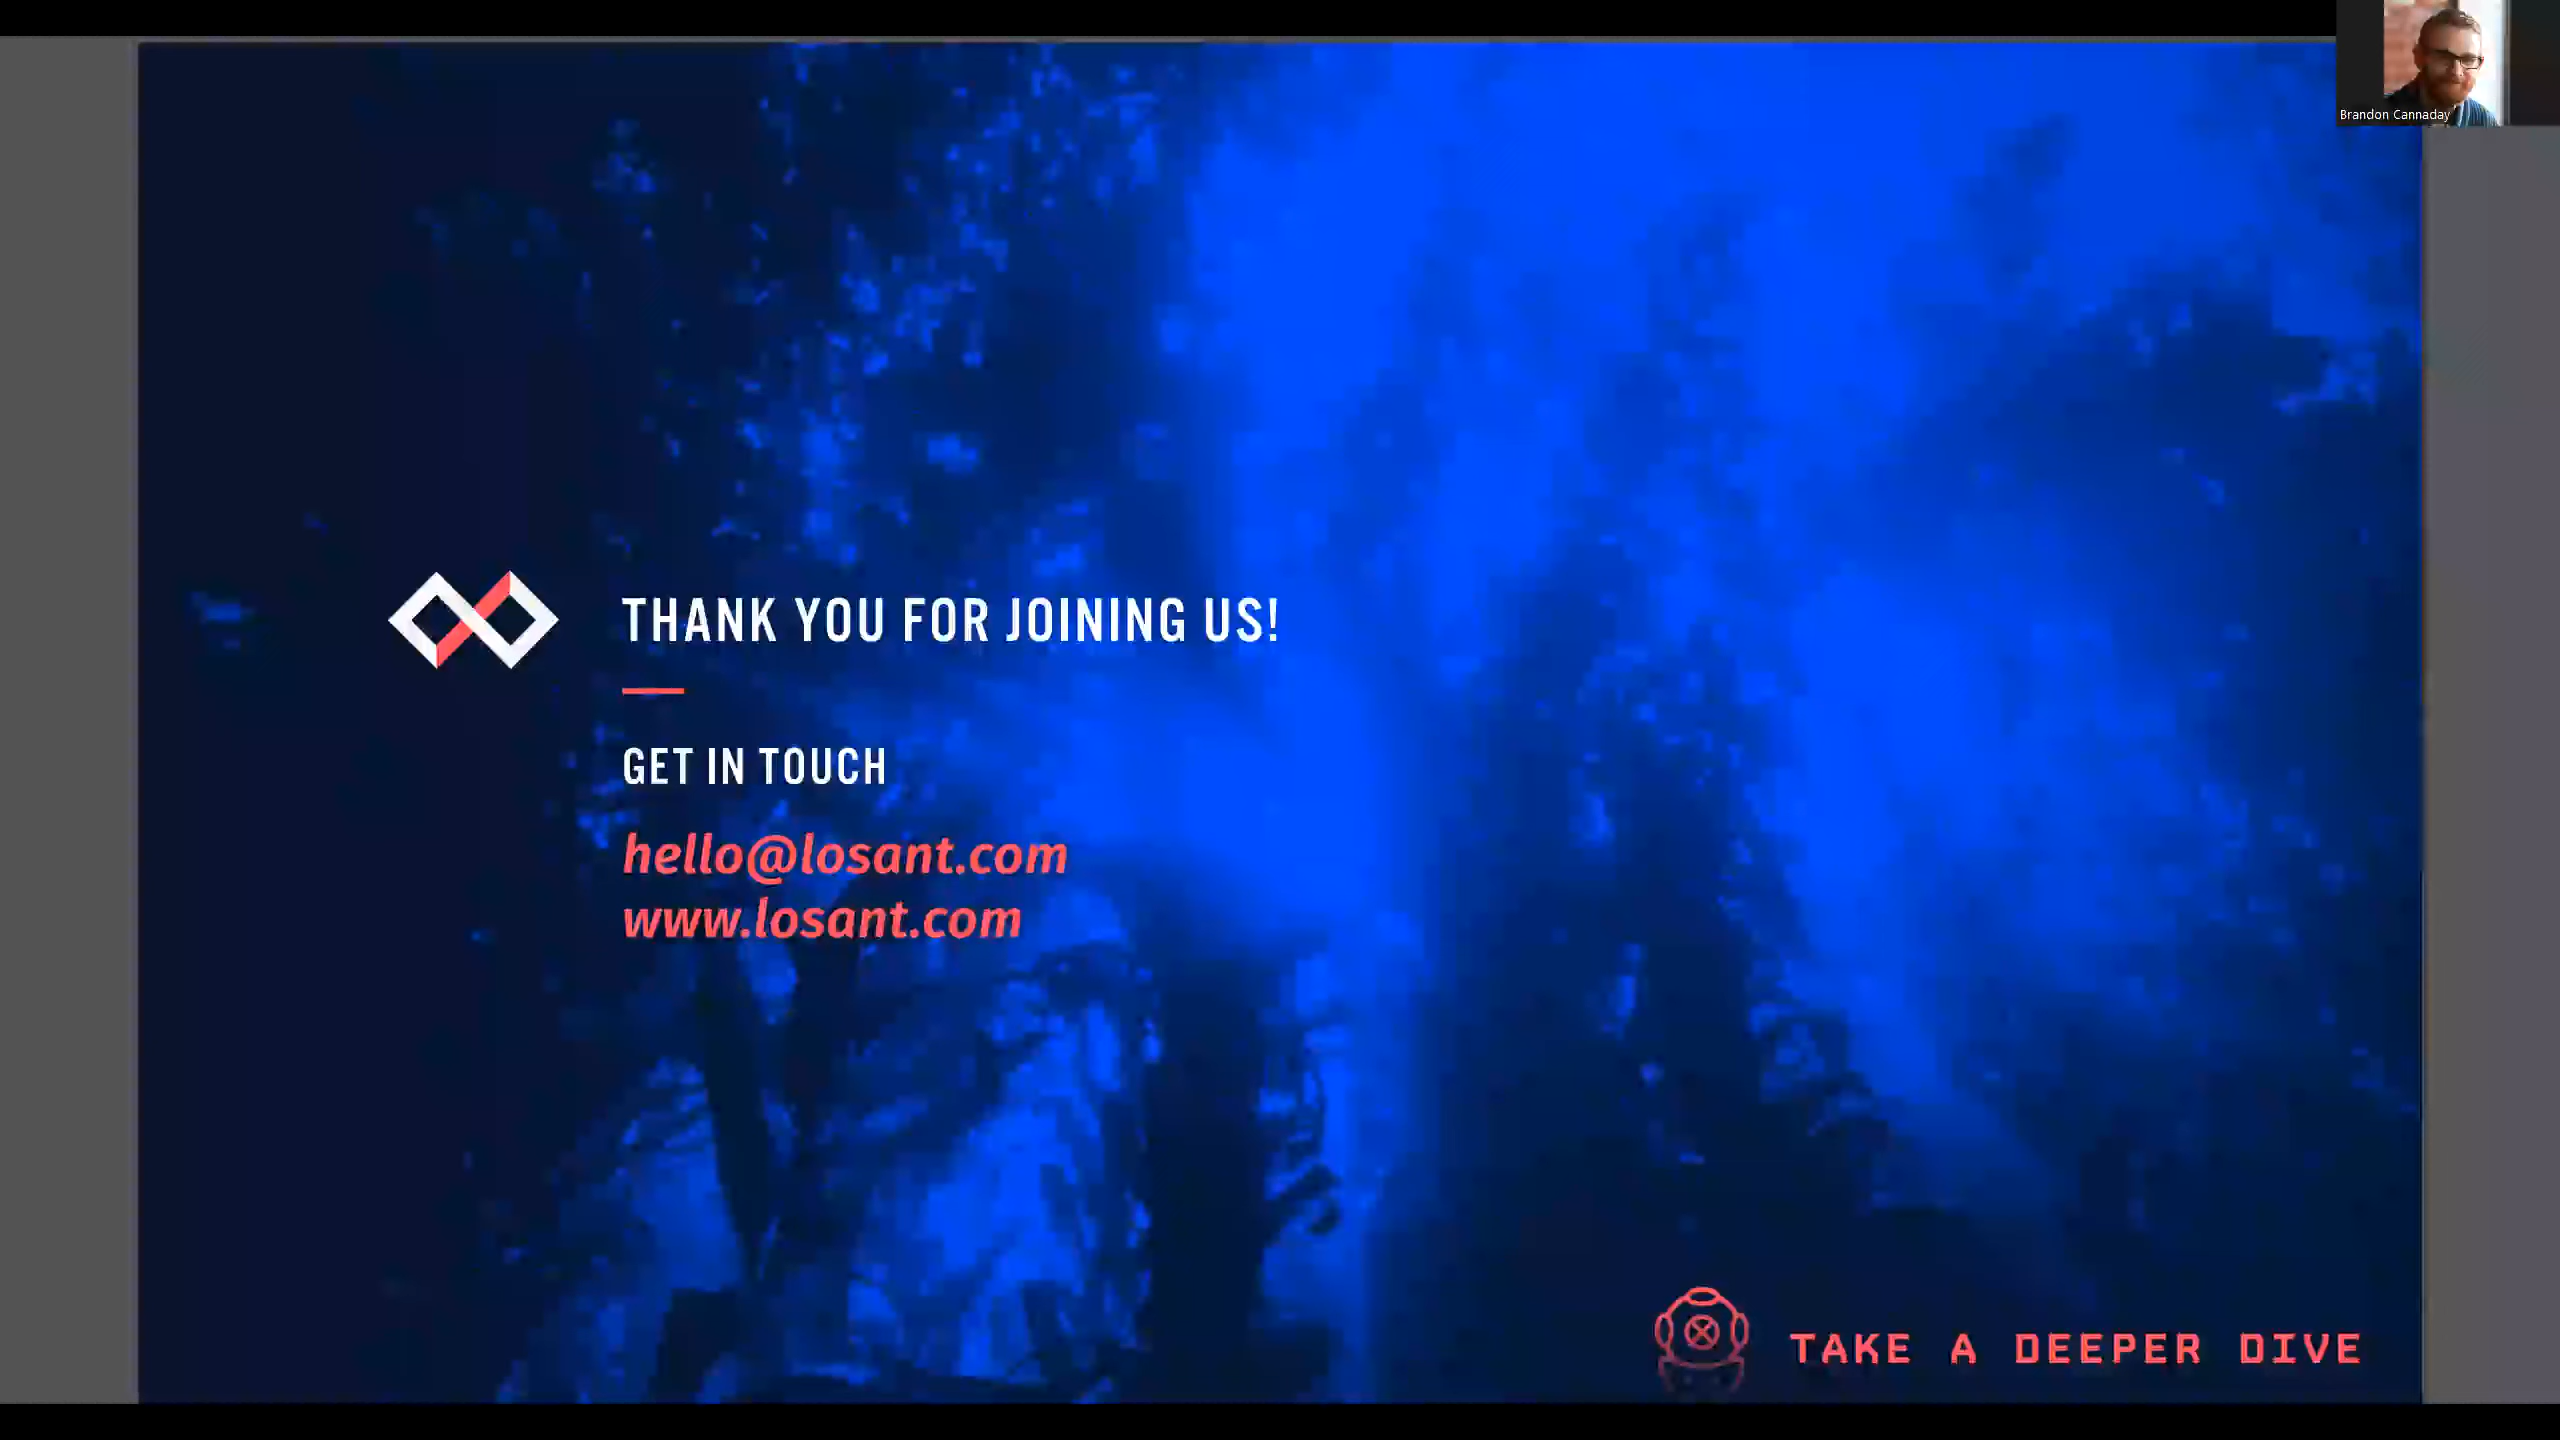 Brandon Cannaday
THANK YOU FOR JOINING US!
GET IN TOUCH
hello@losant.com
www.losant.com
TAKE A DEEPER DIVE